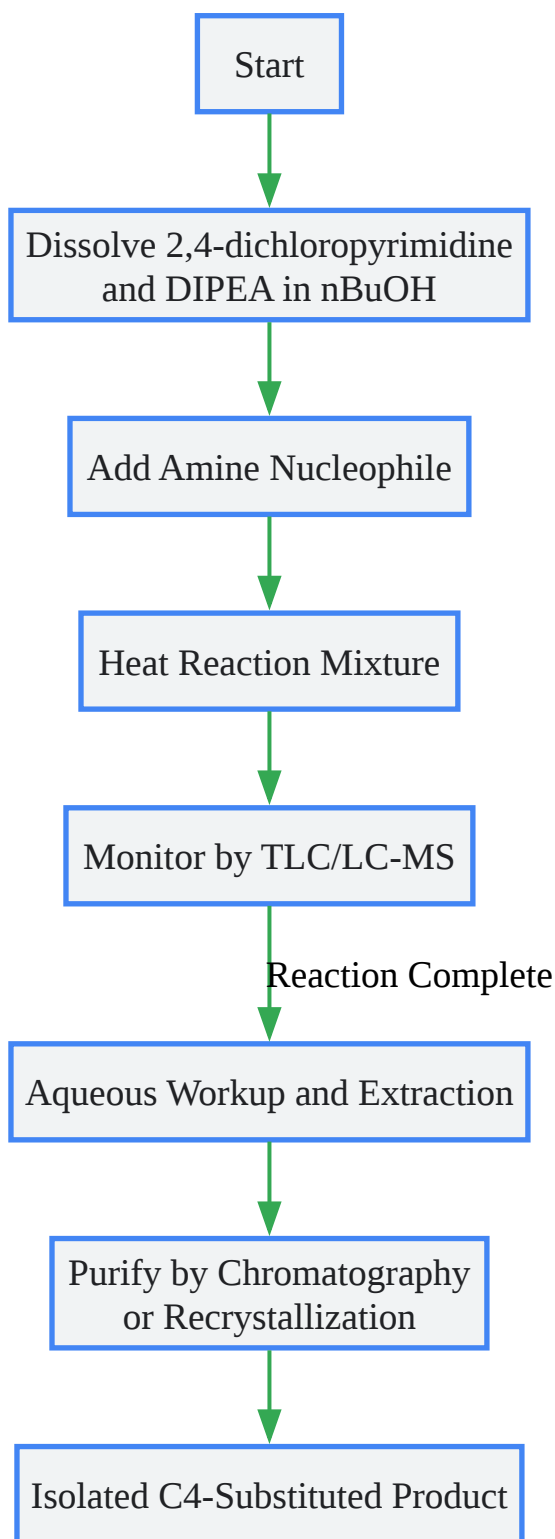 Start
Dissolve 2,4-dichloropyrimidine
and DIPEA in nBuOH
Add Amine Nucleophile
Heat Reaction Mixture
Monitor by TLC/LC-MS
Reaction Complete
Aqueous Workup and Extraction
Purify by Chromatography
or Recrystallization
Isolated C4-Substituted Product